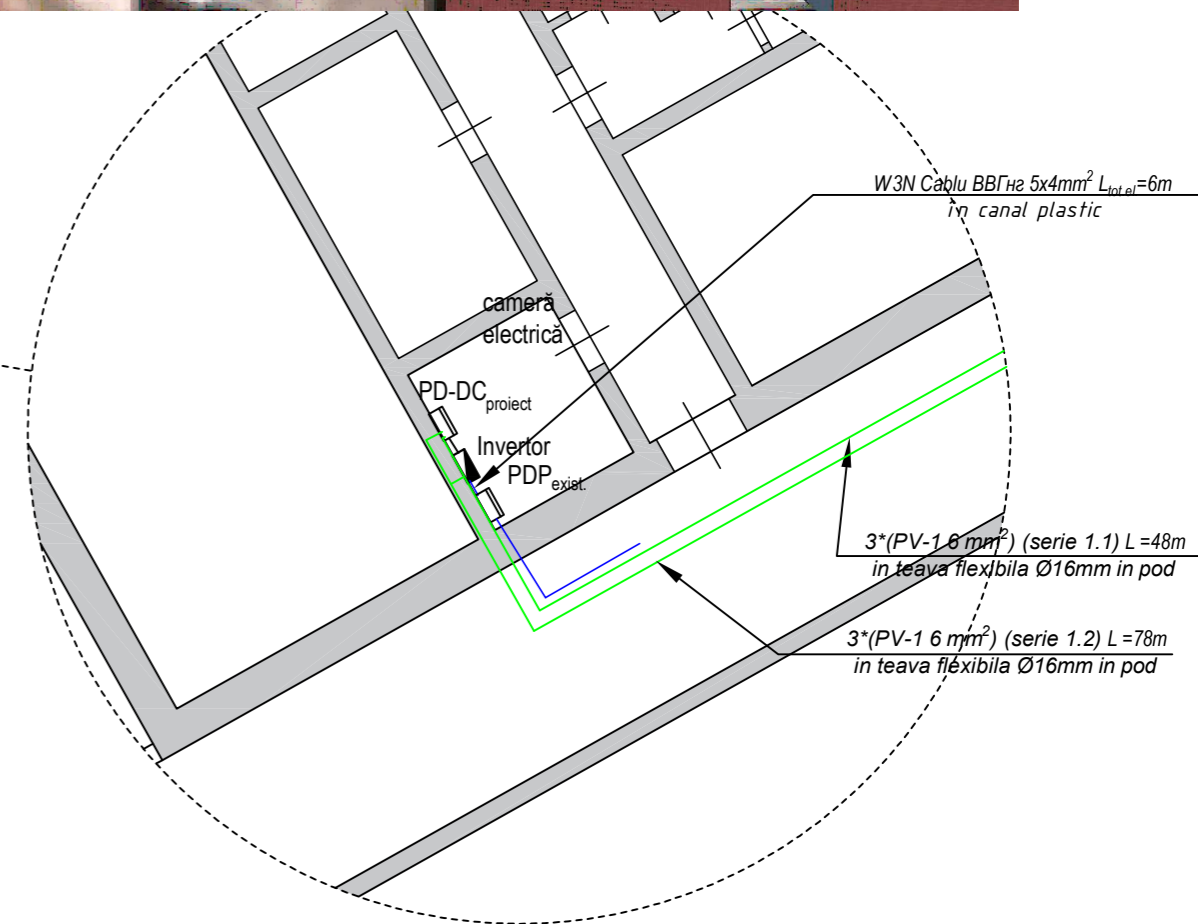 W3N Cablu ВВГнг 5x4mm² Ltot.el=6m
in canal plastic
cameră
electrică
PD-DCproiect
Invertor
PDPexist.
3*(PV-1 6 mm²) (serie 1.1) L =48m
in teava flexibila Ø16mm in pod
3*(PV-1 6 mm²) (serie 1.2) L =78m
in teava flexibila Ø16mm in pod